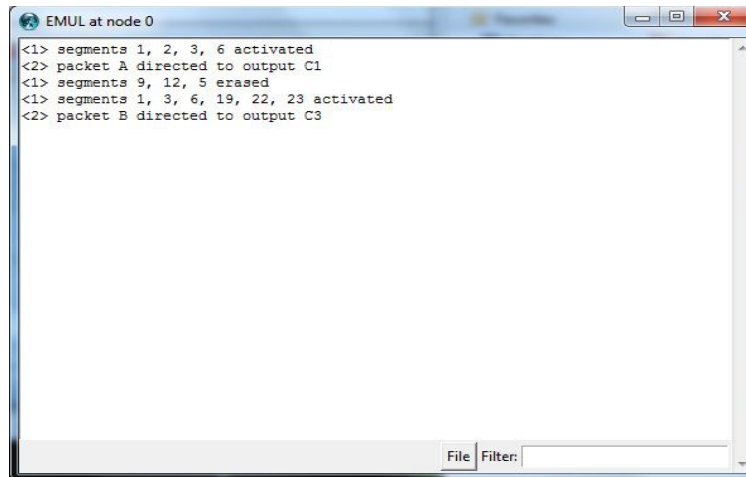 EMUL at node 0
<1> segments 1, 2, 3, 6 activated
<2> packet A directed to output C1
<1> segments 9, 12, 5 erased
<1> segments 1, 3, 6, 19, 22, 23 activated
<2> packet B directed to output C3
File Filter: